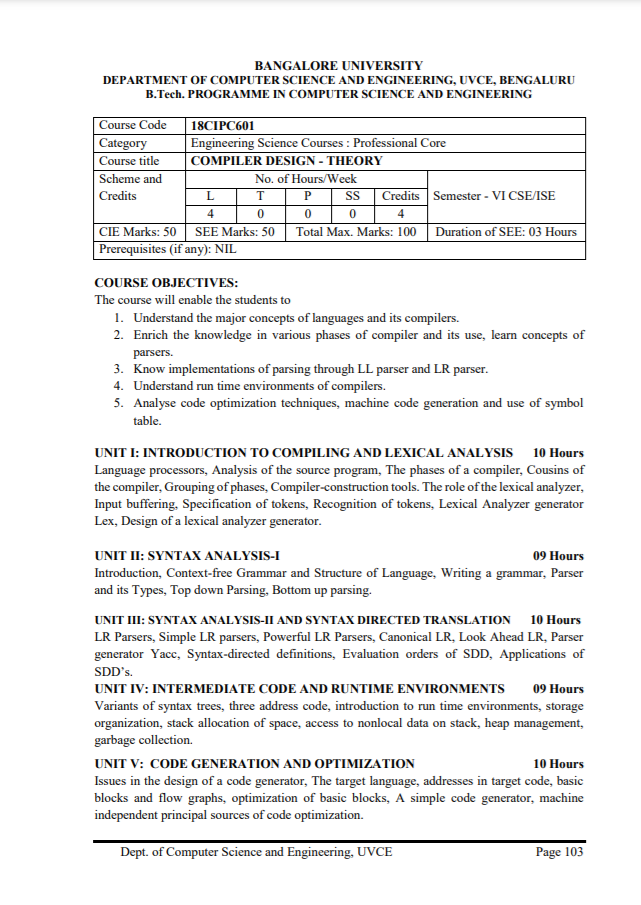 BANGALORE UNIVERSITY
DEPARTMENT OF COMPUTER SCIENCE AND ENGINEERING, UVCE, BENGALURU
B.Tech. PROGRAMME IN COMPUTER SCIENCE AND ENGINEERING
Course Code 18CIPC601
Category Engineering Science Courses : Professional Core
Course title COMPILER DESIGN - THEORY
Scheme and Credits No. of Hours/Week Semester - VI CSE/ISE
L T P SS Credits
4 0 0 0 4
CIE Marks: 50 SEE Marks: 50 Total Max. Marks: 100 Duration of SEE: 03 Hours
Prerequisites (if any): NIL
COURSE OBJECTIVES:
The course will enable the students to
1. Understand the major concepts of languages and its compilers.
2. Enrich the knowledge in various phases of compiler and its use, learn concepts of
parsers.
3. Know implementations of parsing through LL parser and LR parser.
4. Understand run time environments of compilers.
5. Analyse code optimization techniques, machine code generation and use of symbol
table.
UNIT I: INTRODUCTION TO COMPILING AND LEXICAL ANALYSIS 10 Hours
Language processors, Analysis of the source program, The phases of a compiler, Cousins of
the compiler, Grouping of phases, Compiler-construction tools. The role of the lexical analyzer,
Input buffering, Specification of tokens, Recognition of tokens, Lexical Analyzer generator
Lex, Design of a lexical analyzer generator.
UNIT II: SYNTAX ANALYSIS-I 09 Hours
Introduction, Context-free Grammar and Structure of Language, Writing a grammar, Parser
and its Types, Top down Parsing, Bottom up parsing.
UNIT III: SYNTAX ANALYSIS-II AND SYNTAX DIRECTED TRANSLATION 10 Hours
LR Parsers, Simple LR parsers, Powerful LR Parsers, Canonical LR, Look Ahead LR, Parser
generator Yacc, Syntax-directed definitions, Evaluation orders of SDD, Applications of
SDD's.
UNIT IV: INTERMEDIATE CODE AND RUNTIME ENVIRONMENTS 09 Hours
Variants of syntax trees, three address code, introduction to run time environments, storage
organization, stack allocation of space, access to nonlocal data on stack, heap management,
garbage collection.
UNIT V: CODE GENERATION AND OPTIMIZATION 10 Hours
Issues in the design of a code generator, The target language, addresses in target code, basic
blocks and flow graphs, optimization of basic blocks, A simple code generator, machine
independent principal sources of code optimization.
Dept. of Computer Science and Engineering, UVCE Page 103